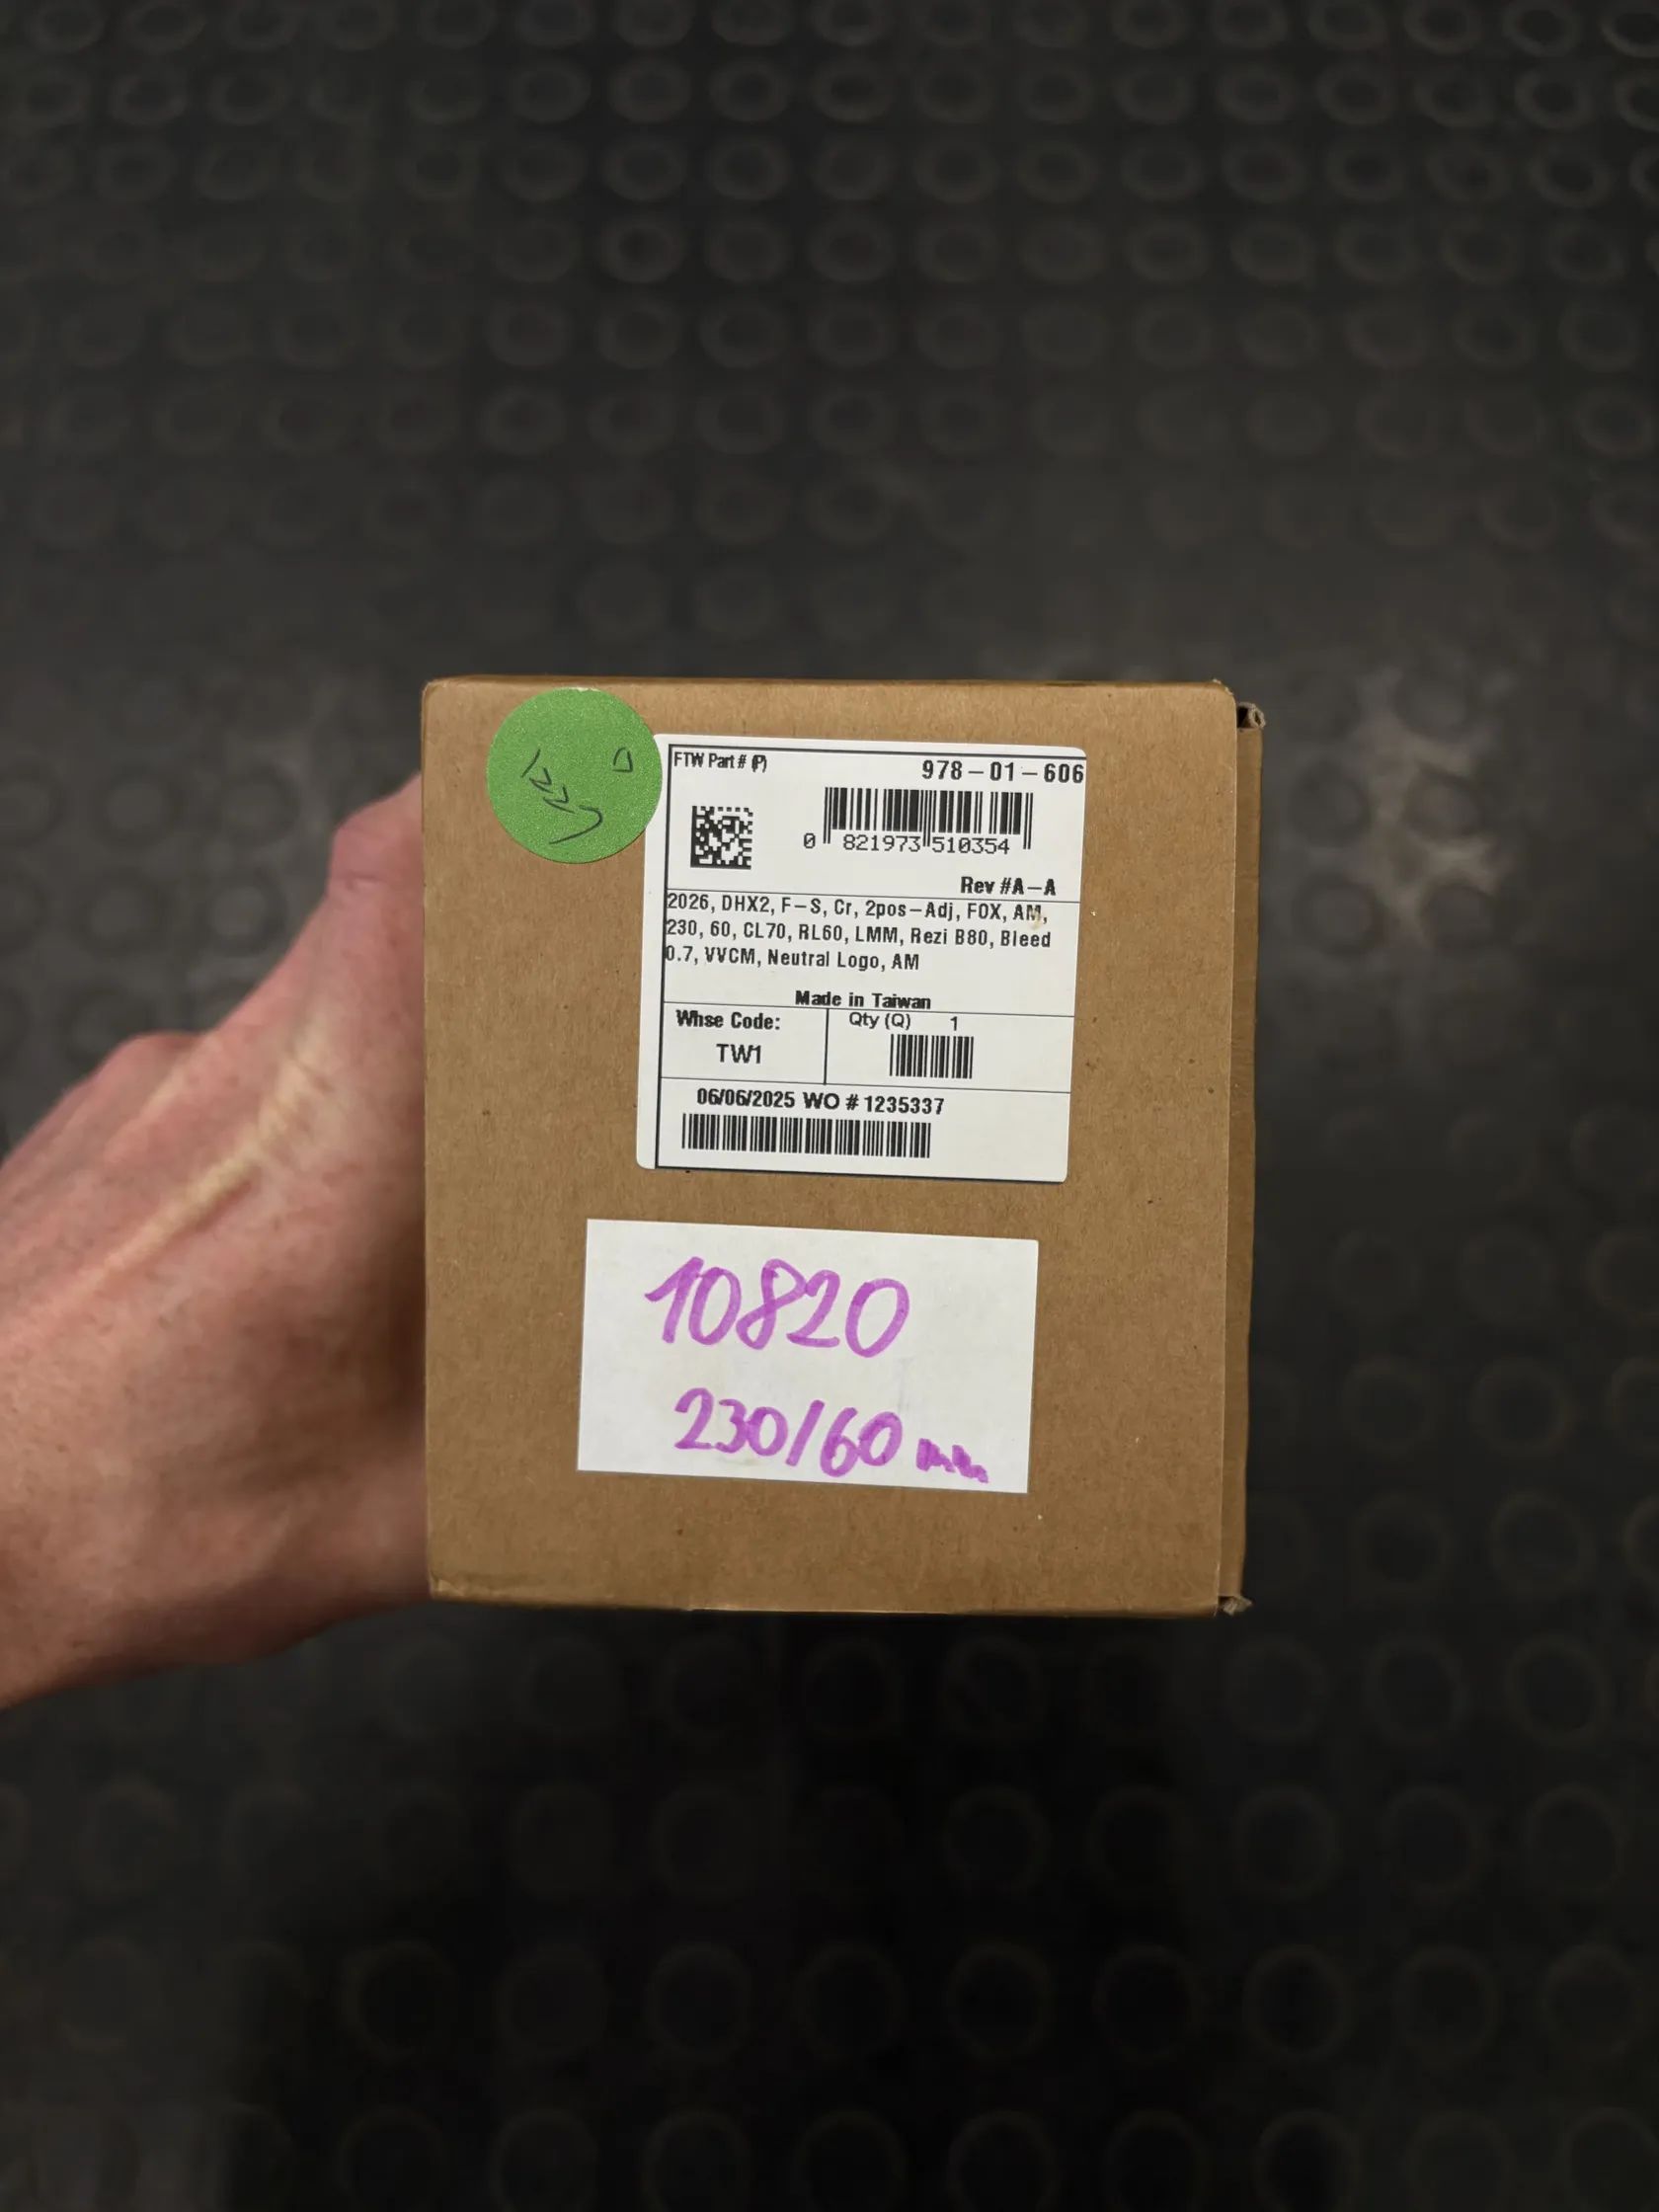 FTW Part # (P)
978-01-606
0 821973 510354
Rev #A-A
2026, DHX2, F-S, Cr, 2pos-Adj, FOX, AM,
230, 60, CL70, RL60, LMM, Rezi B80, Bleed
0.7, VVCM, Neutral Logo, AM
Made in Taiwan
Whse Code:
TW1
Qty (Q) 1
06/06/2025 WO # 1235337
10820
230/60 mm